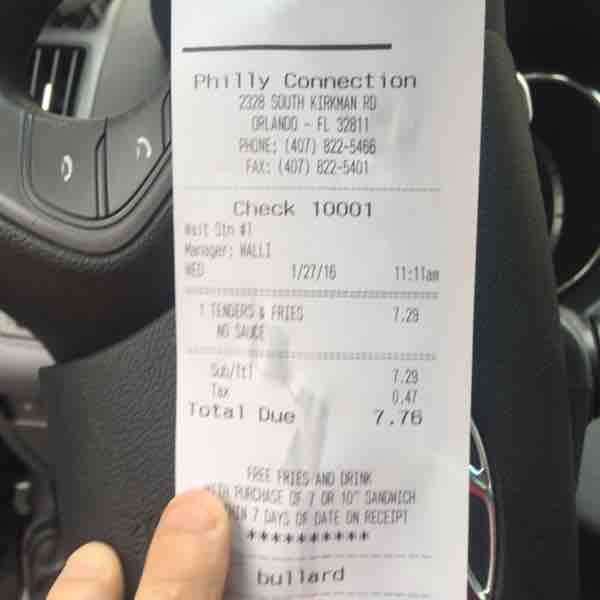 Philly Connection
2328 SOUTH KIRKMAN RD
ORLANDO - FL 32811
PHONE: (407) 822-5466
FAX: (407) 822-5401
Check 10001
Wait Stn #1
Manager: WALLI
WED 1/27/16 11:11am
1 TENDERS & FRIES 7.29
NO SAUCE
Sub/ttl 7.29
Tax 0.47
Total Due 7.76
FREE FRIES AND DRINK
PURCHASE OF 7 OR 10" SANDWICH
7 DAYS OF DATE ON RECEIPT
**********
bullard